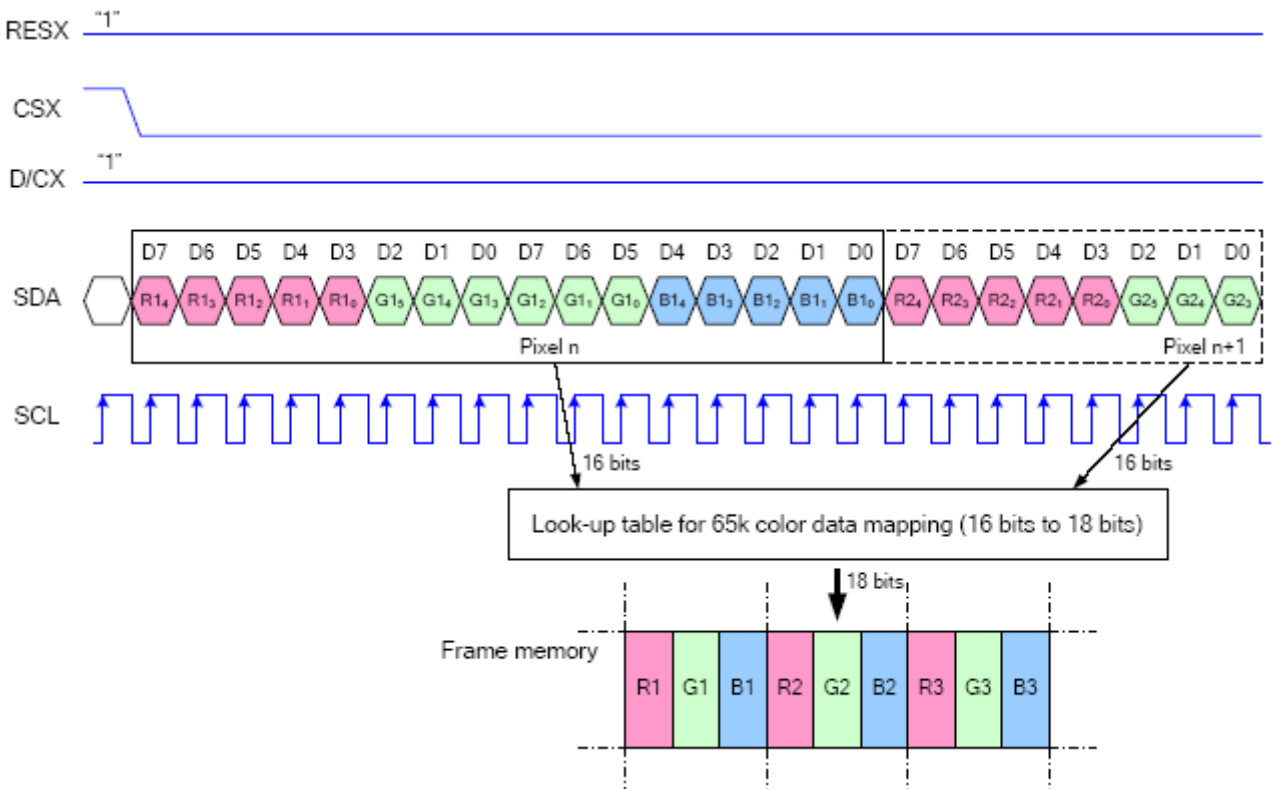 RESX "1"
CSX
D/CX "1"
D7 D6 D5 D4 D3 D2 D1 D0 D7 D6 D5 D4 D3 D2 D1 D0 D7 D6 D5 D4 D3 D2 D1 D0
SDA R1₄ R1₃ R1₂ R1₁ R1₀ G1₅ G1₄ G1₃ G1₂ G1₁ G1₀ B1₄ B1₃ B1₂ B1₁ B1₀ R2₄ R2₃ R2₂ R2₁ R2₀ G2₅ G2₄ G2₃
Pixel n Pixel n+1
SCL
16 bits 16 bits
Look-up table for 65k color data mapping (16 bits to 18 bits)
18 bits
Frame memory
R1 G1 B1 R2 G2 B2 R3 G3 B3